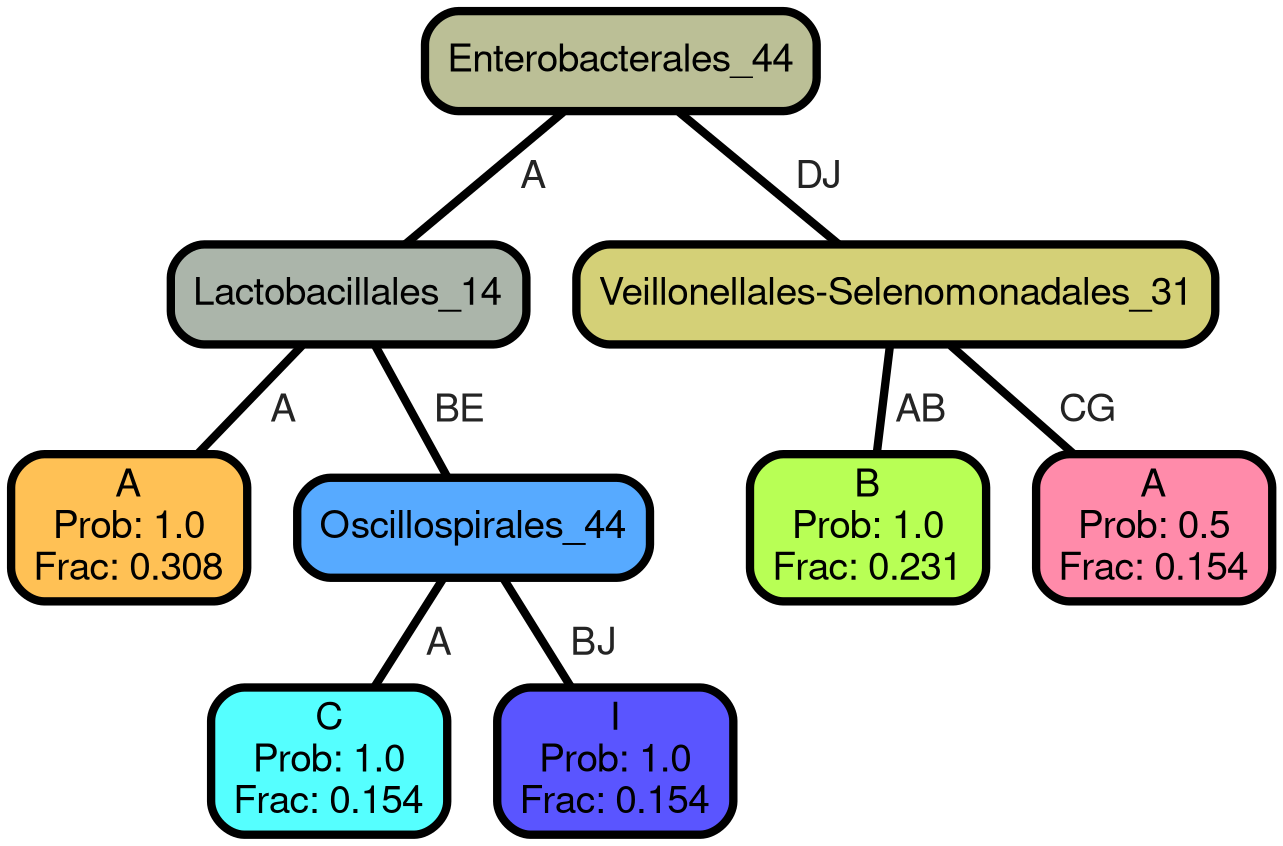 Enterobacterales_44
A
DJ
Lactobacillales_14
Veillonellales-Selenomonadales_31
A
BE
AB
CG
A
Prob: 1.0
Frac: 0.308
Oscillospirales_44
B
Prob: 1.0
Frac: 0.231
A
Prob: 0.5
Frac: 0.154
A
BJ
C
Prob: 1.0
Frac: 0.154
I
Prob: 1.0
Frac: 0.154